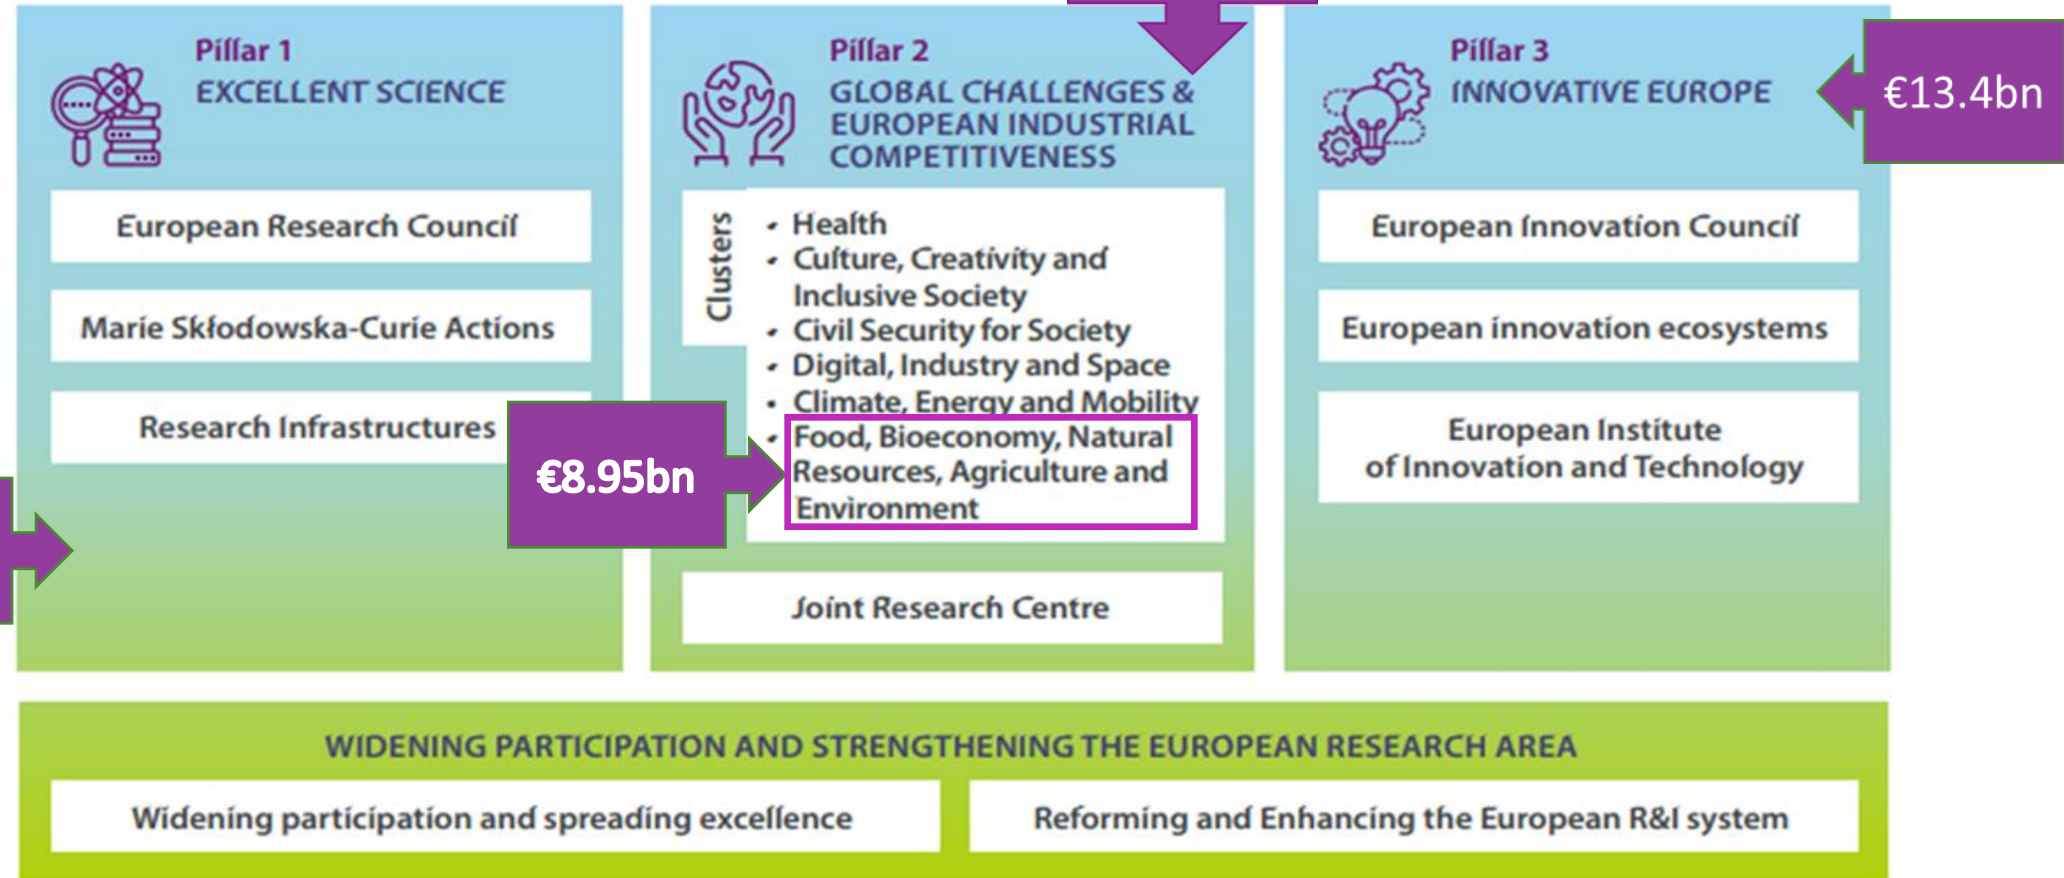 Pillar 1
EXCELLENT SCIENCE
European Research Council
Marie Skłodowska-Curie Actions
Research Infrastructures
Pillar 2
GLOBAL CHALLENGES &
EUROPEAN INDUSTRIAL
COMPETITIVENESS
Clusters
• Health
• Culture, Creativity and
Inclusive Society
• Civil Security for Society
• Digital, Industry and Space
• Climate, Energy and Mobility
• Food, Bioeconomy, Natural
Resources, Agriculture and
Environment
€8.95bn
Joint Research Centre
Pillar 3
INNOVATIVE EUROPE
€13.4bn
European Innovation Council
European innovation ecosystems
European Institute
of Innovation and Technology
WIDENING PARTICIPATION AND STRENGTHENING THE EUROPEAN RESEARCH AREA
Widening participation and spreading excellence
Reforming and Enhancing the European R&I system